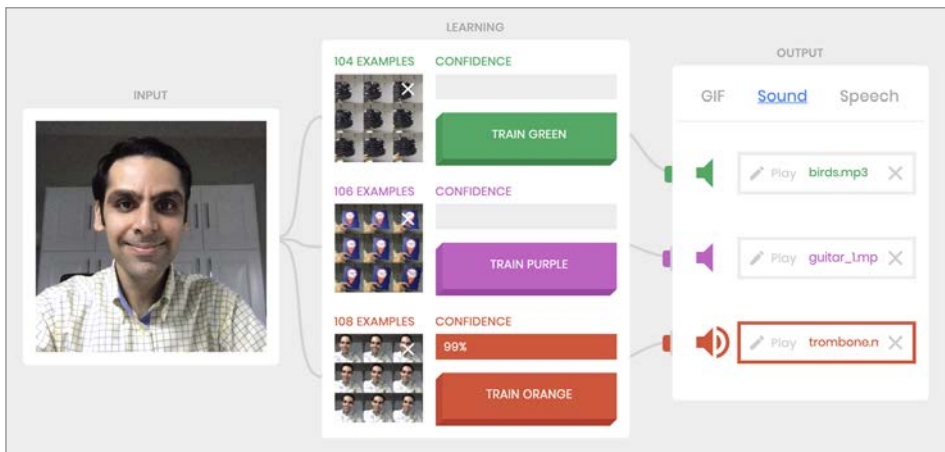 LEARNING
OUTPUT
INPUT
104 EXAMPLES CONFIDENCE
TRAIN GREEN
106 EXAMPLES CONFIDENCE
TRAIN PURPLE
108 EXAMPLES CONFIDENCE
99%
TRAIN ORANGE
GIF Sound Speech
Play birds.mp3
Play guitar_1.mp
Play trombone.n